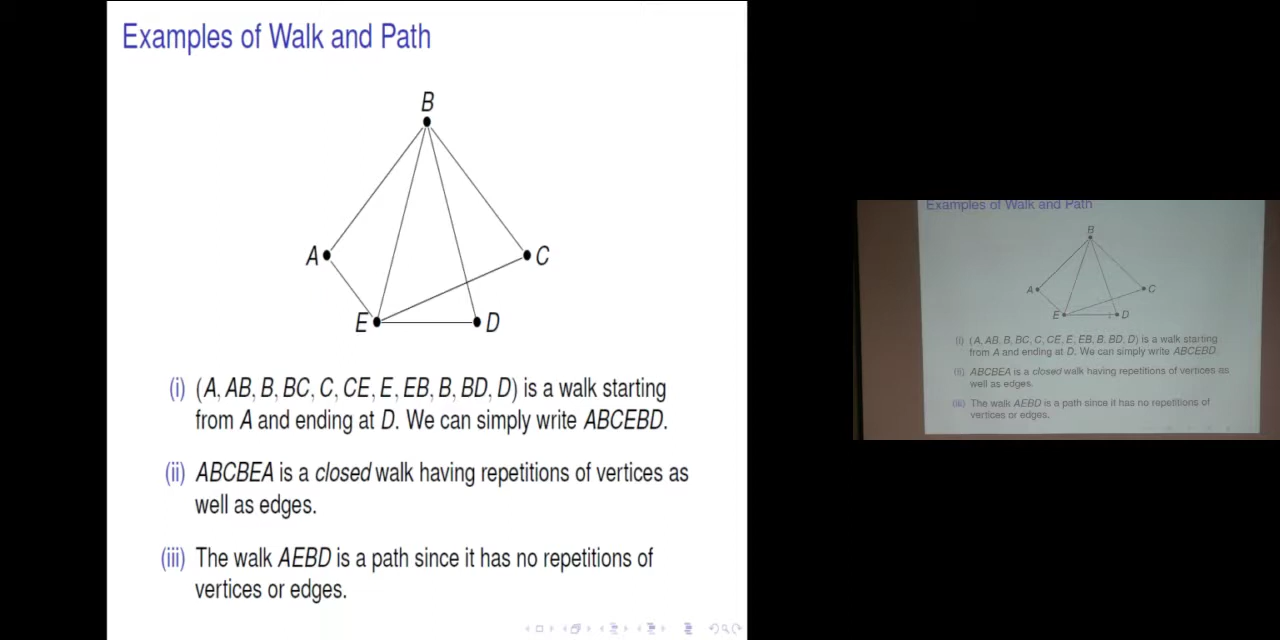 Examples of Walk and Path
B
A
C
E
D
(i) (A, AB, B, BC, C, CE, E, EB, B, BD, D) is a walk starting
from A and ending at D. We can simply write ABCEBD.
(ii) ABCBEA is a closed walk having repetitions of vertices as
well as edges.
(iii) The walk AEBD is a path since it has no repetitions of
vertices or edges.
Examples of Walk and Path
B
A
C
E
D
(i) (A, AB, B, BC, C, CE, E, EB, B, BD, D) is a walk starting
from A and ending at D. We can simply write ABCEBD.
(ii) ABCBEA is a closed walk having repetitions of vertices as
well as edges.
(iii) The walk AEBD is a path since it has no repetitions of
vertices or edges.